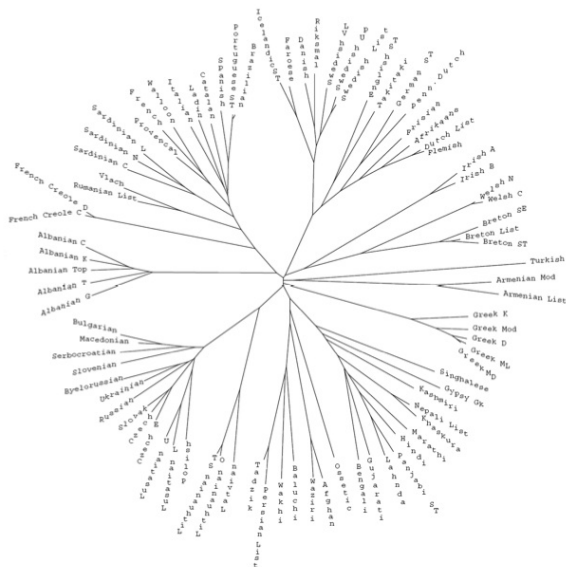 Icelandic ST
Faroese
Danish
Riksmal
Swedish VL
Swedish Up
Swedish List
English ST
Takitaki
German ST
Penn. Dutch
Frisian
Afrikaans
Dutch List
Flemish
Irish A
Irish B
Welsh N
Welsh C
Breton SE
Breton List
Breton ST
Turkish
Armenian Mod
Armenian List
Greek K
Greek Mod
Greek D
Greek ML
Greek MD
Singhalese
Gypsy Gk
Kashmiri
Nepali List
Khaskura
Marathi
Hindi
Panjabi ST
Lahnda
Gujarati
Bengali
Ossetic
Afghan
Waziri
Baluchi
Wakhi
Persian List
Tadzik
Latvian
Lithuanian O
Lithuanian ST
Polish
Lusatian L
Lusatian U
Czech E
Czech
Slovak
Russian
Ukrainian
Byelorussian
Slovenian
Serbocroatian
Macedonian
Bulgarian
Albanian G
Albanian T
Albanian Top
Albanian K
Albanian C
French Creole C
French Creole D
Rumanian List
Vlach
Sardinian C
Sardinian N
Sardinian L
Provencal
French
Walloon
Italian
Ladin
Catalan
Spanish
Portuguese ST
Brazilian